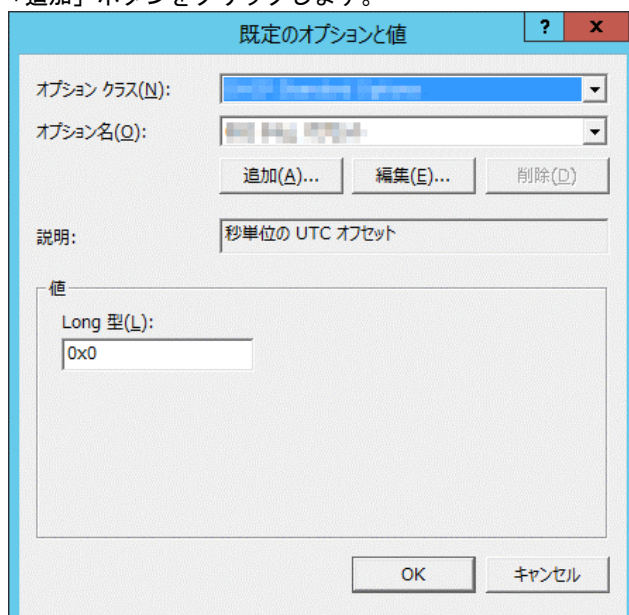 「追加」ボタンをクリックします。
既定のオプションと値
? x
オプション クラス(N):
オプション名(O):
追加(A)... 編集(E)... 削除(D)
説明: 秒単位の UTC オフセット
値
Long 型(L):
0x0
OK キャンセル